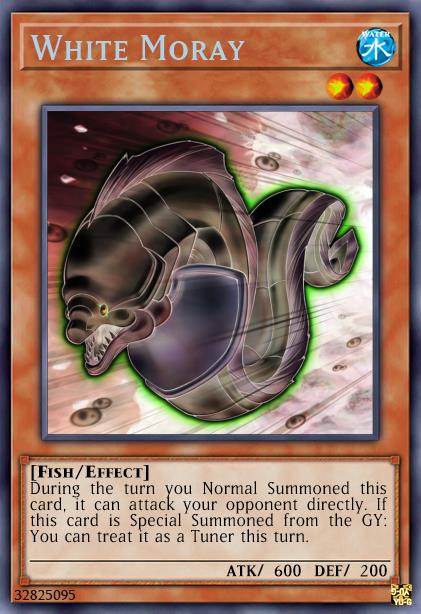 WHITE MORAY
WATER
水
[FISH/EFFECT]
During the turn you Normal Summoned this
card, it can attack your opponent directly. If
this card is Special Summoned from the GY:
You can treat it as a Tuner this turn.
ATK/ 600 DEF/ 200
32825095